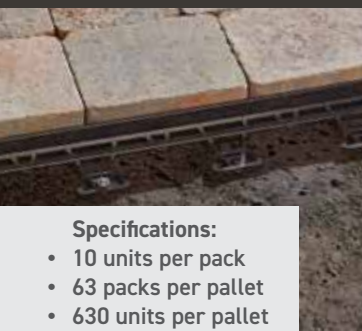 Specifications:
• 10 units per pack
• 63 packs per pallet
• 630 units per pallet